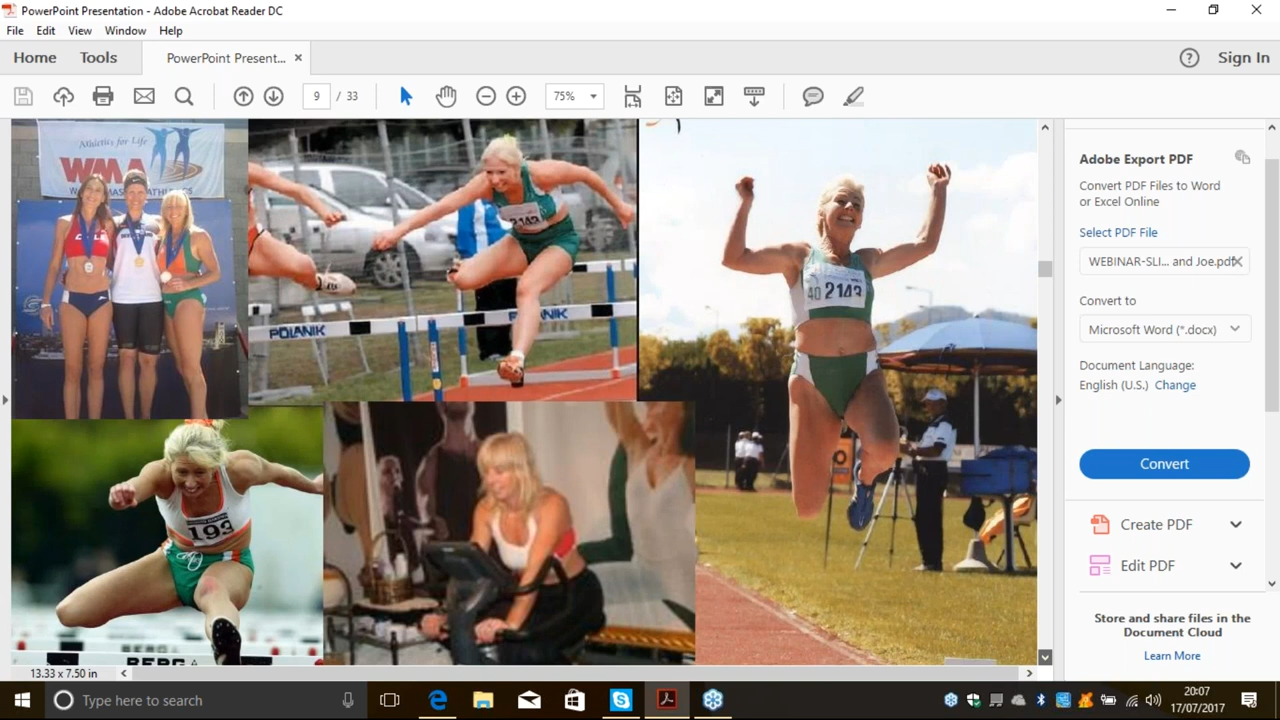 PowerPoint Presentation - Adobe Acrobat Reader DC
File Edit View Window Help
Home Tools PowerPoint Present... × Sign In
9 / 33 75%
Athletics for Life
WMA
2143
POLANIK
POLANIK
40 2143
193
BERG
Adobe Export PDF
Convert PDF Files to Word
or Excel Online
Select PDF File
WEBINAR-SLI... and Joe.pdf
Convert to
Microsoft Word (*.docx)
Document Language:
English (U.S.) Change
Convert
Create PDF
Edit PDF
Store and share files in the
Document Cloud
Learn More
13.33 x 7.50 in
Type here to search
20:07
17/07/2017